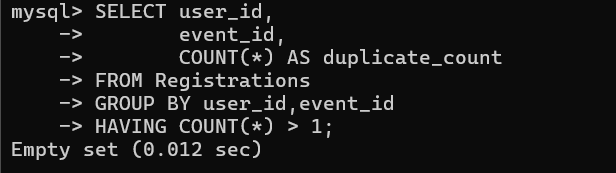 mysql> SELECT user_id,
    ->        event_id,
    ->        COUNT(*) AS duplicate_count
    -> FROM Registrations
    -> GROUP BY user_id,event_id
    -> HAVING COUNT(*) > 1;
Empty set (0.012 sec)